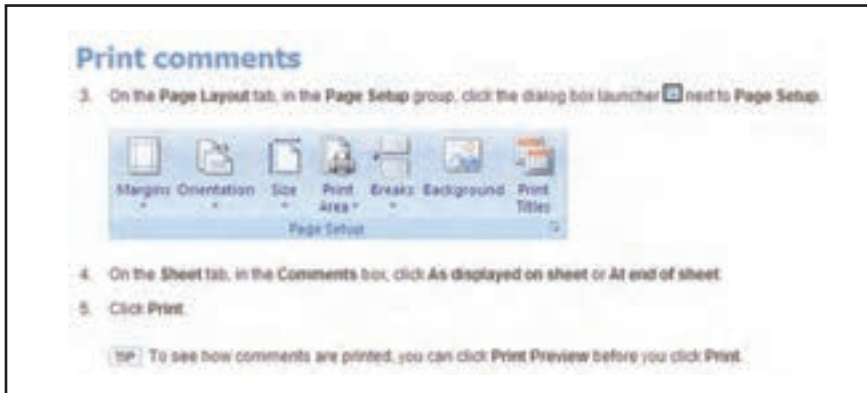 Print comments
3. On the Page Layout tab, in the Page Setup group, click the dialog box launcher next to Page Setup.
Margins Orientation Size Print Area Breaks Background Print Titles
Page Setup
4. On the Sheet tab, in the Comments box, click As displayed on sheet or At end of sheet.
5. Click Print.
TIP To see how comments are printed, you can click Print Preview before you click Print.